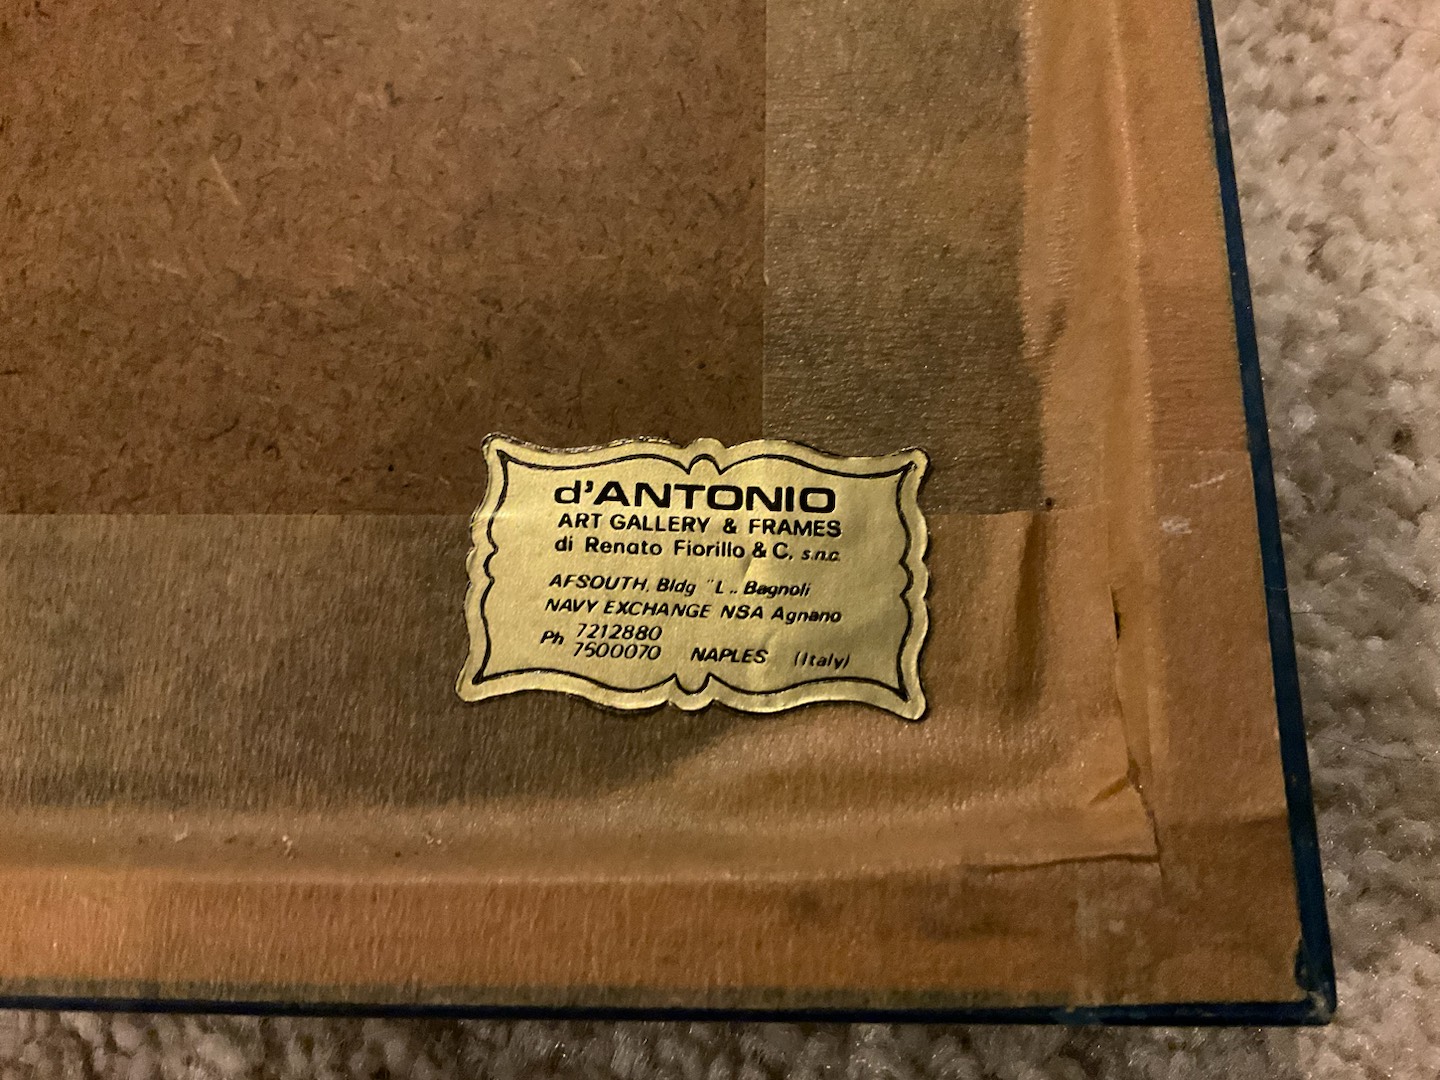 d'ANTONIO
ART GALLERY & FRAMES
di Renato Fiorillo & C. s.n.c.
AFSOUTH, Bldg "L" Bagnoli
NAVY EXCHANGE NSA Agnano
Ph 7212880
7500070 NAPLES (Italy)